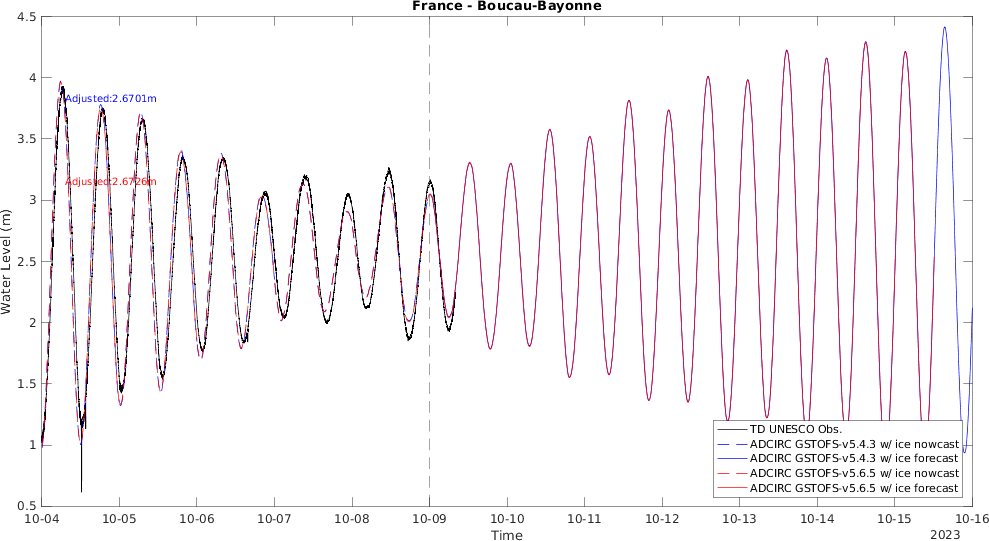 France - Boucau-Bayonne
4.5
4
3.5
3
2.5
2
1.5
1
0.5
Water Level (m)
Adjusted:2.6701m
Adjusted:2.6726m
TD UNESCO Obs.
ADCIRC GSTOFS-v5.4.3 w/ ice nowcast
ADCIRC GSTOFS-v5.4.3 w/ ice forecast
ADCIRC GSTOFS-v5.6.5 w/ ice nowcast
ADCIRC GSTOFS-v5.6.5 w/ ice forecast
10-04 10-05 10-06 10-07 10-08 10-09 10-10 10-11 10-12 10-13 10-14 10-15 10-16
Time
2023